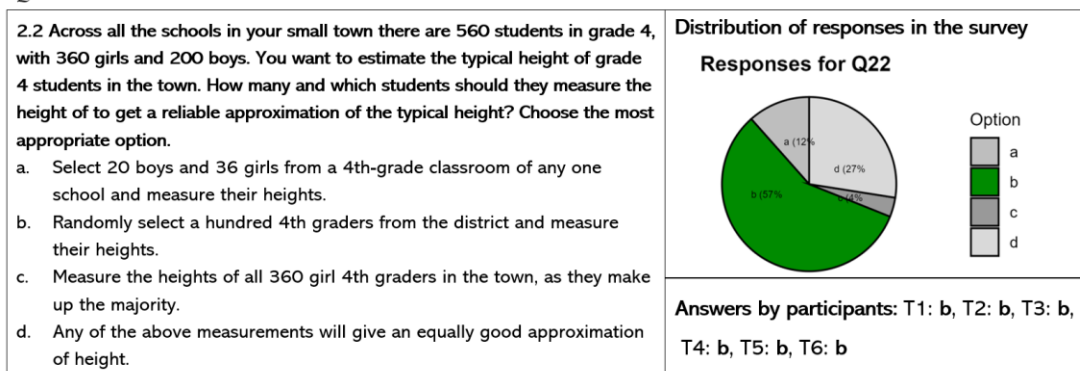 2.2 Across all the schools in your small town there are 560 students in grade 4,
with 360 girls and 200 boys. You want to estimate the typical height of grade
4 students in the town. How many and which students should they measure the
height of to get a reliable approximation of the typical height? Choose the most
appropriate option.
a. Select 20 boys and 36 girls from a 4th-grade classroom of any one
school and measure their heights.
b. Randomly select a hundred 4th graders from the district and measure
their heights.
c. Measure the heights of all 360 girl 4th graders in the town, as they make
up the majority.
d. Any of the above measurements will give an equally good approximation
of height.
Distribution of responses in the survey
Responses for Q22
a (12%
d (27%
b (57%
c (4%
Option
a
b
c
d
Answers by participants: T1: b, T2: b, T3: b,
T4: b, T5: b, T6: b